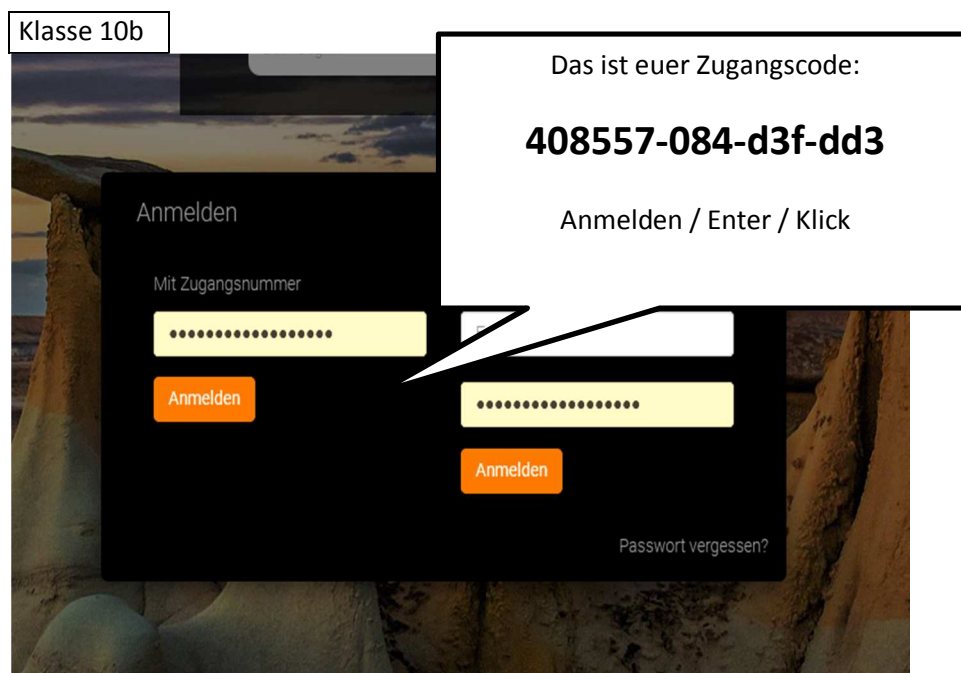 Klasse 10b
Das ist euer Zugangscode:
408557-084-d3f-dd3
Anmelden / Enter / Klick
Anmelden
Mit Zugangsnummer
••••••••••••••••••
Anmelden
••••••••••••••••••
Anmelden
Passwort vergessen?